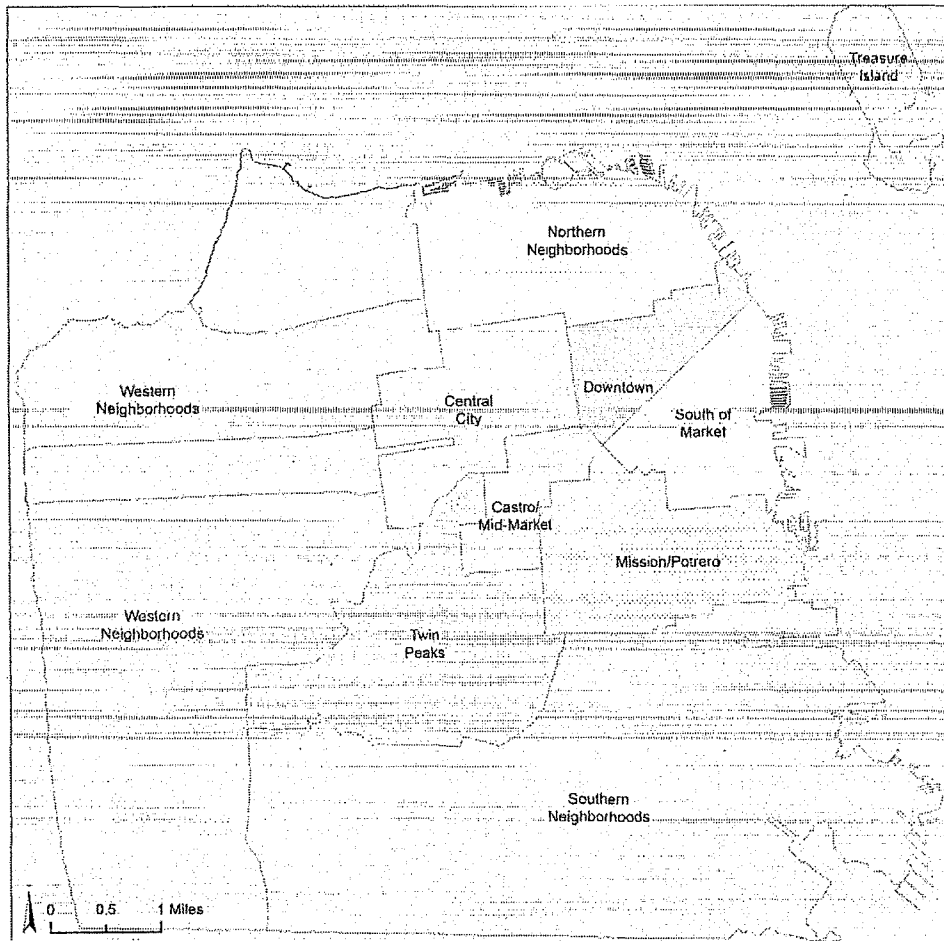 Treasure
Island
Northern
Neighborhoods
Western
Neighborhoods
Central
City
Downtown
South of
Market
Castro/
Mid-Market
Mission/Potrero
Western
Neighborhoods
Twin
Peaks
Southern
Neighborhoods
0 0.5 1 Miles